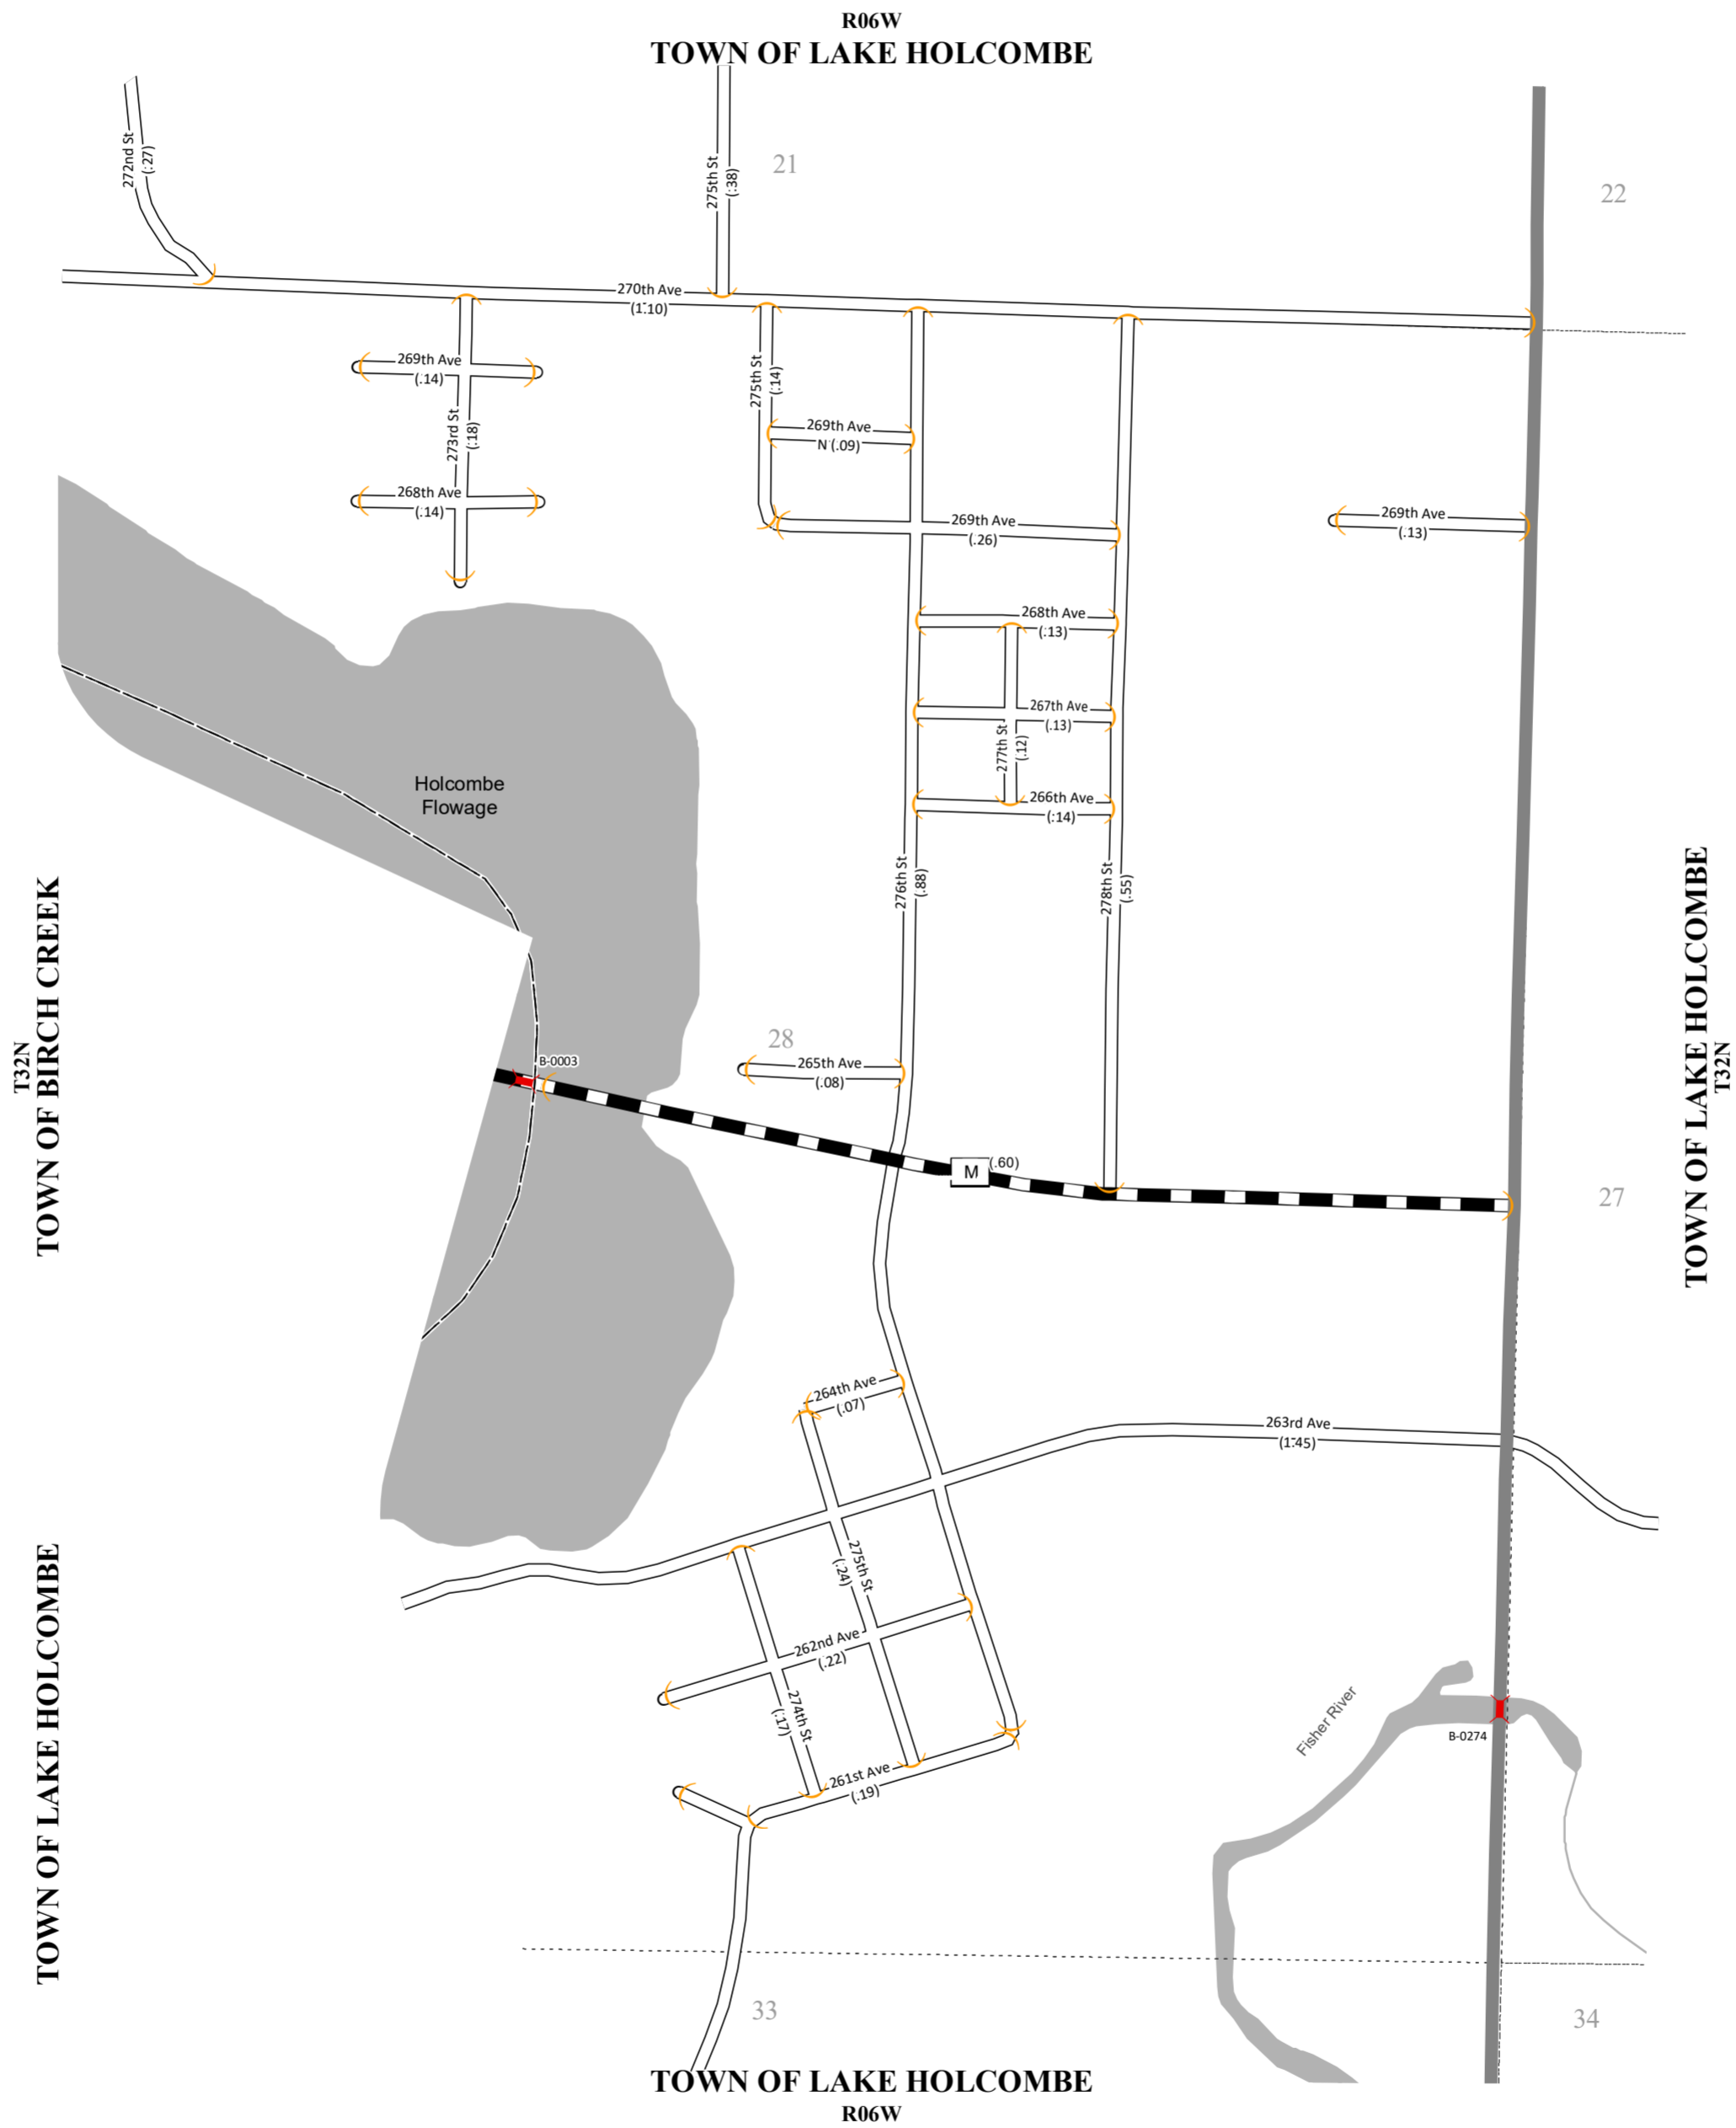 R06W
TOWN OF LAKE HOLCOMBE
272nd St
(.27)
275th St
(.38)
21
22
270th Ave
(1.10)
269th Ave
(.14)
273rd St
(.18)
268th Ave
(.14)
275th St
(.14)
269th Ave
N (.09)
269th Ave
(.26)
269th Ave
(.13)
268th Ave
(.13)
267th Ave
(.13)
277th St
(.12)
266th Ave
(.14)
Holcombe
Flowage
276th St
(.88)
278th St
(.55)
T32N
TOWN OF BIRCH CREEK
TOWN OF LAKE HOLCOMBE
T32N
28
265th Ave
(.08)
B-0003
M
(.60)
27
264th Ave
(.07)
263rd Ave
(1.45)
275th St
(.24)
262nd Ave
(.22)
274th St
(.17)
261st Ave
(.19)
Fisher River
B-0274
TOWN OF LAKE HOLCOMBE
33
34
TOWN OF LAKE HOLCOMBE
R06W